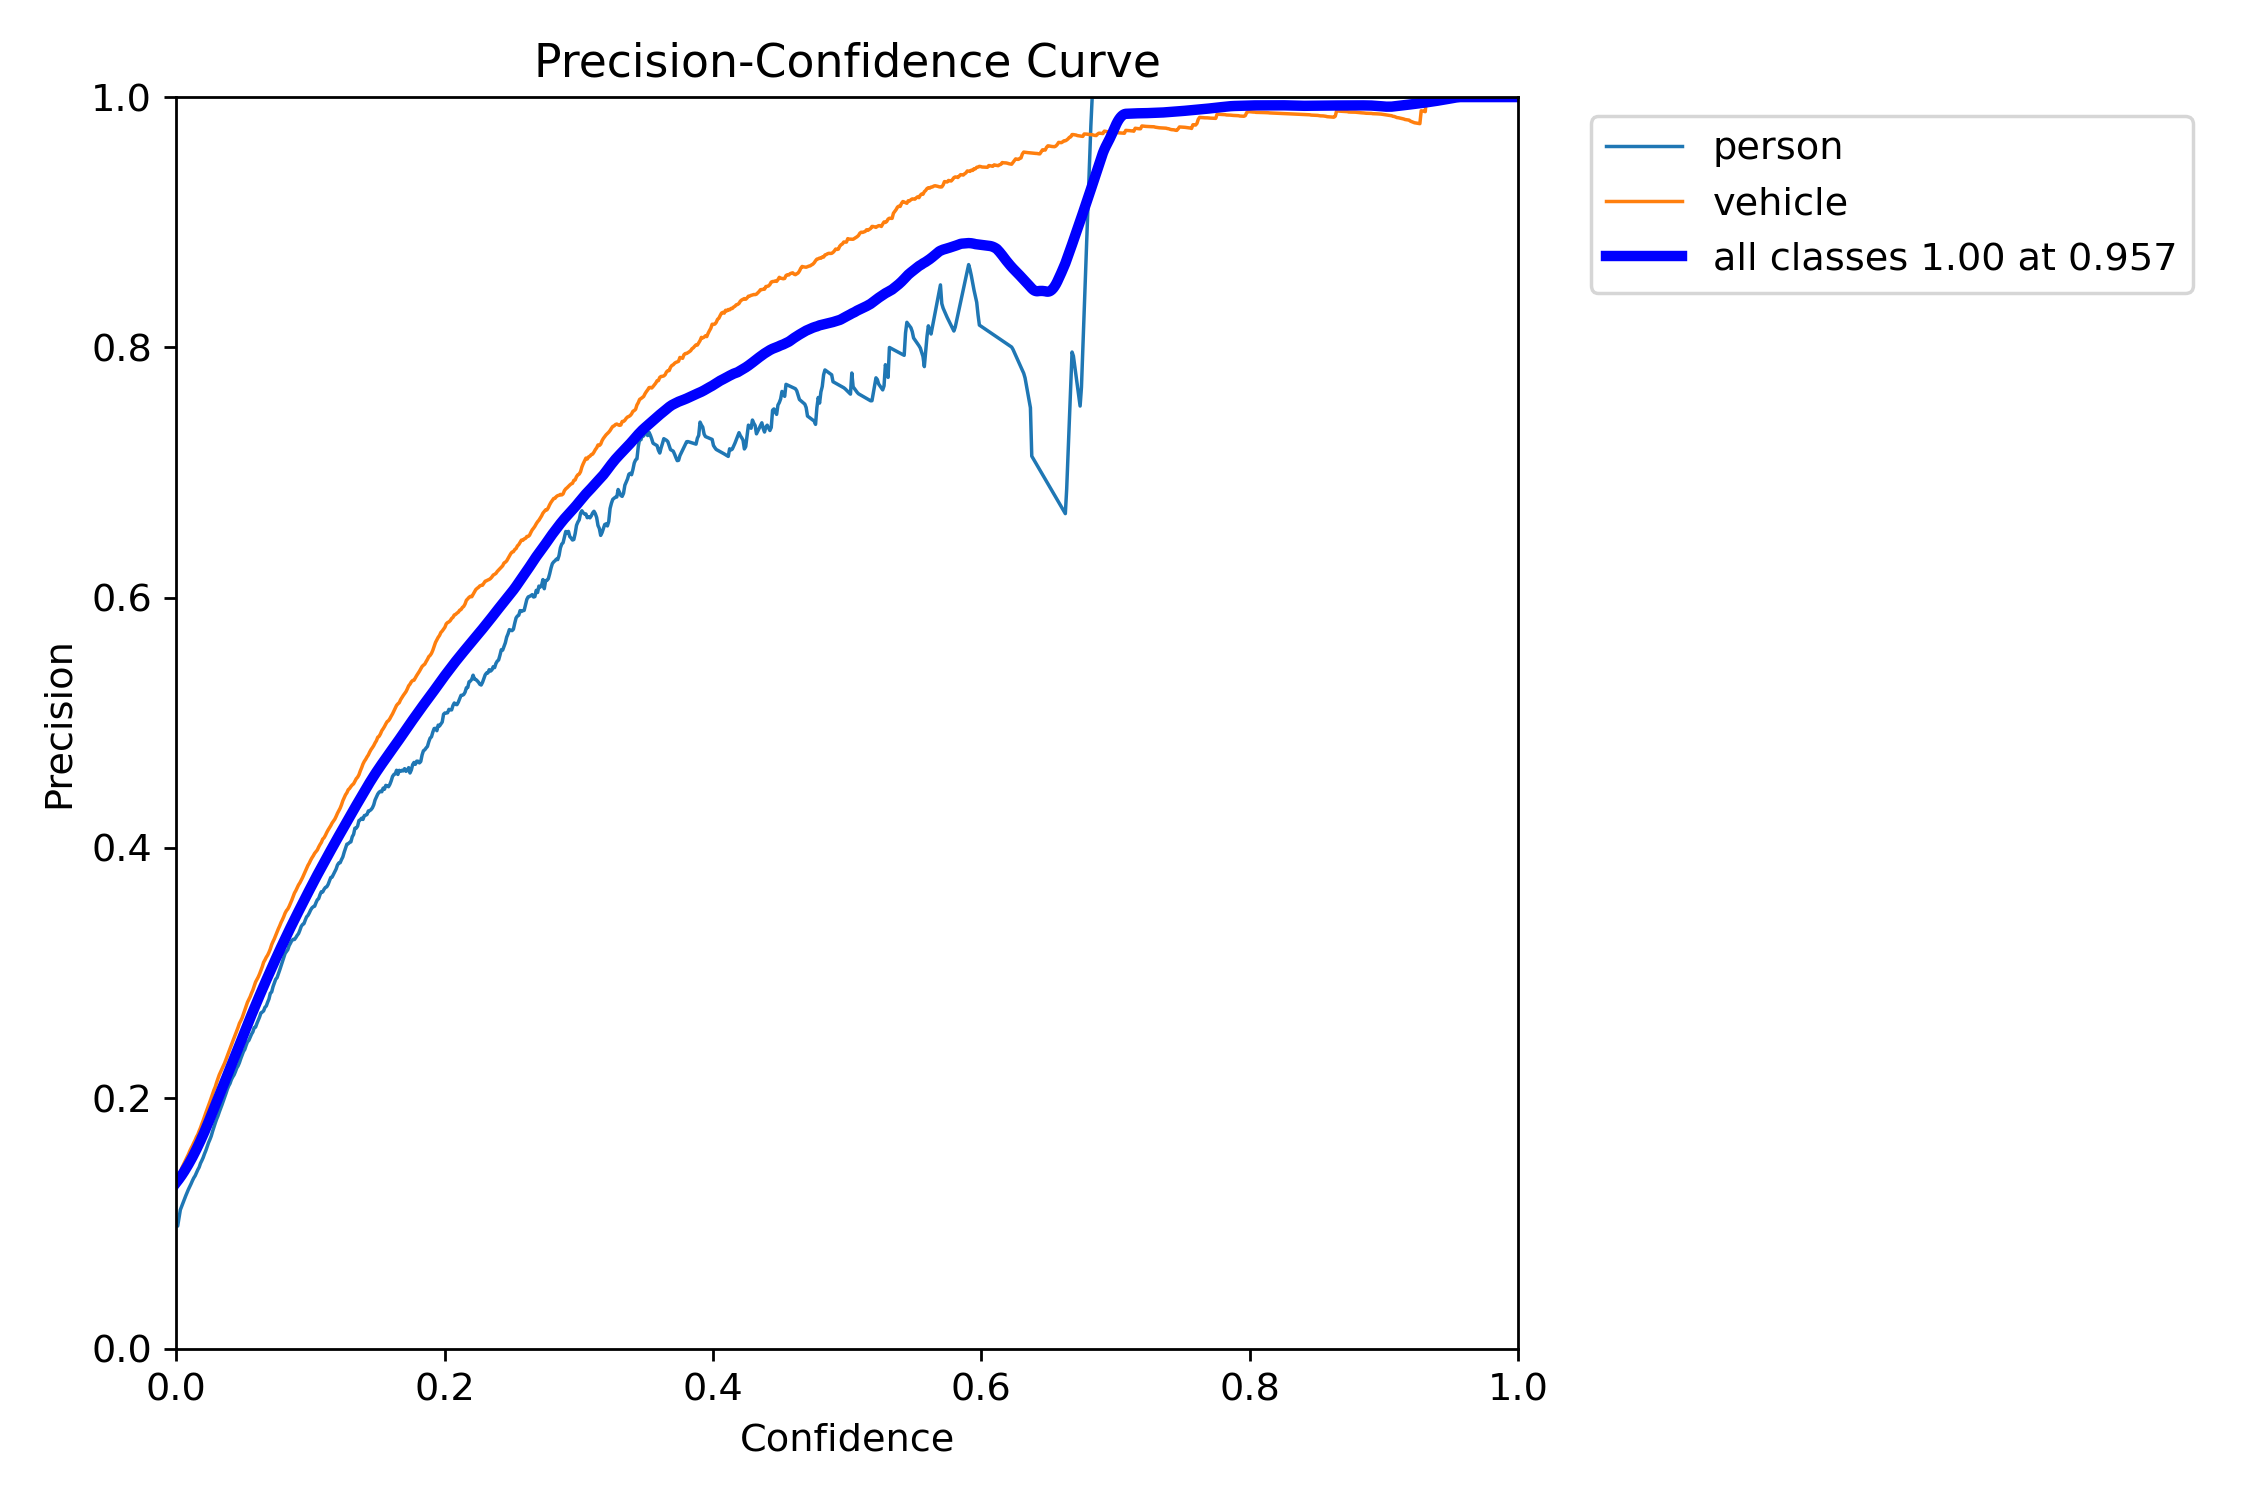 Precision-Confidence Curve
1.0
0.8
0.6
0.4
0.2
0.0
Precision
0.0 0.2 0.4 0.6 0.8 1.0
Confidence
person
vehicle
all classes 1.00 at 0.957